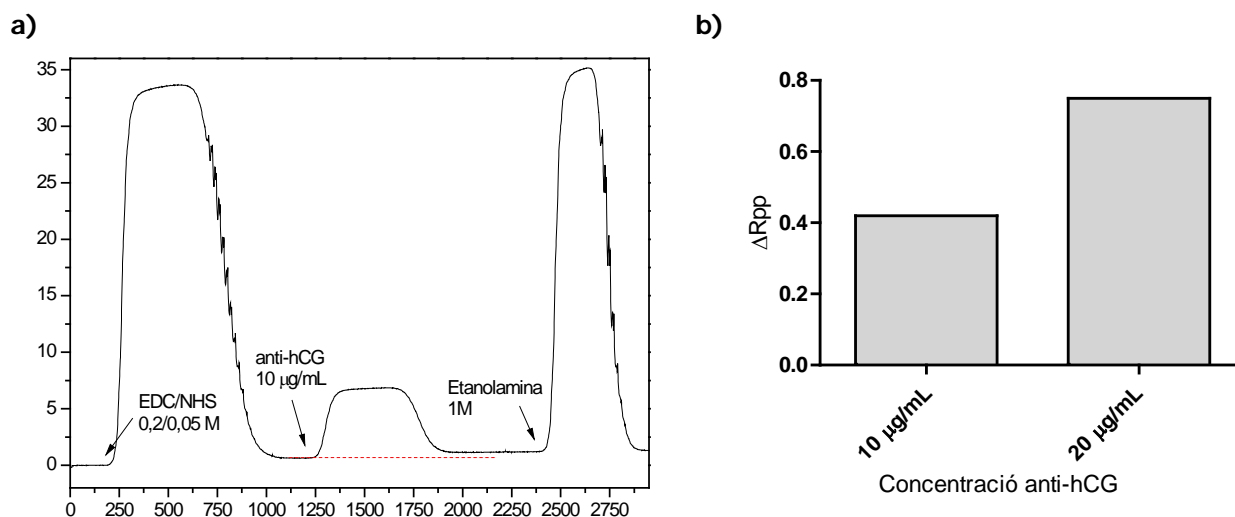 a)
35
30
25
20
15
10
5
0
EDC/NHS
0,2/0,05 M
anti-hCG
10 µg/mL
Etanolamina
1M
0 250 500 750 1000 1250 1500 1750 2000 2250 2500 2750
b)
0.8
0.6
0.4
0.2
0.0
ΔRpp
10 µg/mL
20 µg/mL
Concentració anti-hCG